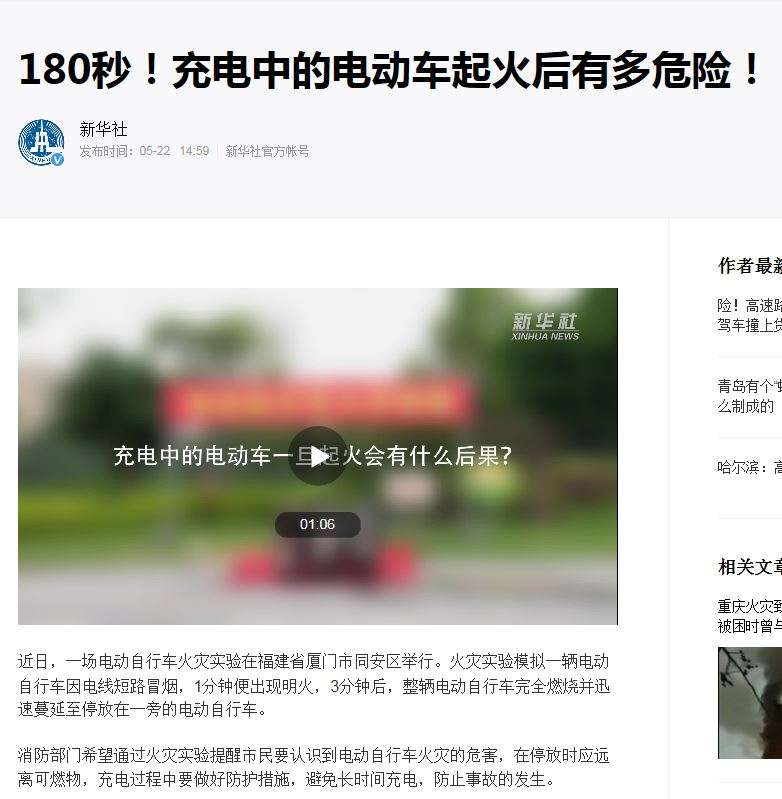 180秒！充电中的电动车起火后有多危险！
新华社
发布时间：05-22 14:59 新华社官方帐号
新华社
XINHUA NEWS
充电中的电动车一旦起火会有什么后果?
01:06
近日，一场电动自行车火灾实验在福建省厦门市同安区举行。火灾实验模拟一辆电动
自行车因电线短路冒烟，1分钟便出现明火，3分钟后，整辆电动自行车完全燃烧并迅
速蔓延至停放在一旁的电动自行车。
消防部门希望通过火灾实验提醒市民要认识到电动自行车火灾的危害，在停放时应远
离可燃物，充电过程中要做好防护措施，避免长时间充电，防止事故的发生。
作者最新
险！高速路
驾车撞上货
青岛有个“
么制成的
哈尔滨：高
相关文章
重庆火灾致
被困时曾与